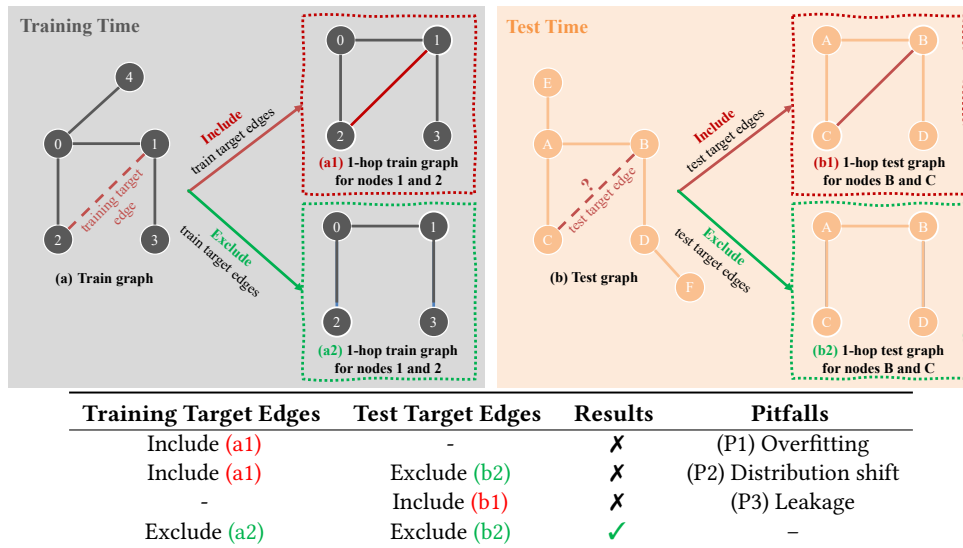 Training Time
4
0
1
2
3
training target
edge
(a) Train graph
Include
train target edges
Exclude
train target edges
0
1
2
3
(a1) 1-hop train graph
for nodes 1 and 2
0
1
2
3
(a2) 1-hop train graph
for nodes 1 and 2
Test Time
E
A
B
C
D
F
?
test target edge
(b) Test graph
Include
test target edges
Exclude
test target edges
A
B
C
D
(b1) 1-hop test graph
for nodes B and C
A
B
C
D
(b2) 1-hop test graph
for nodes B and C
Training Target Edges Test Target Edges Results Pitfalls
Include (a1) - ✗ (P1) Overfitting
Include (a1) Exclude (b2) ✗ (P2) Distribution shift
- Include (b1) ✗ (P3) Leakage
Exclude (a2) Exclude (b2) ✓ –